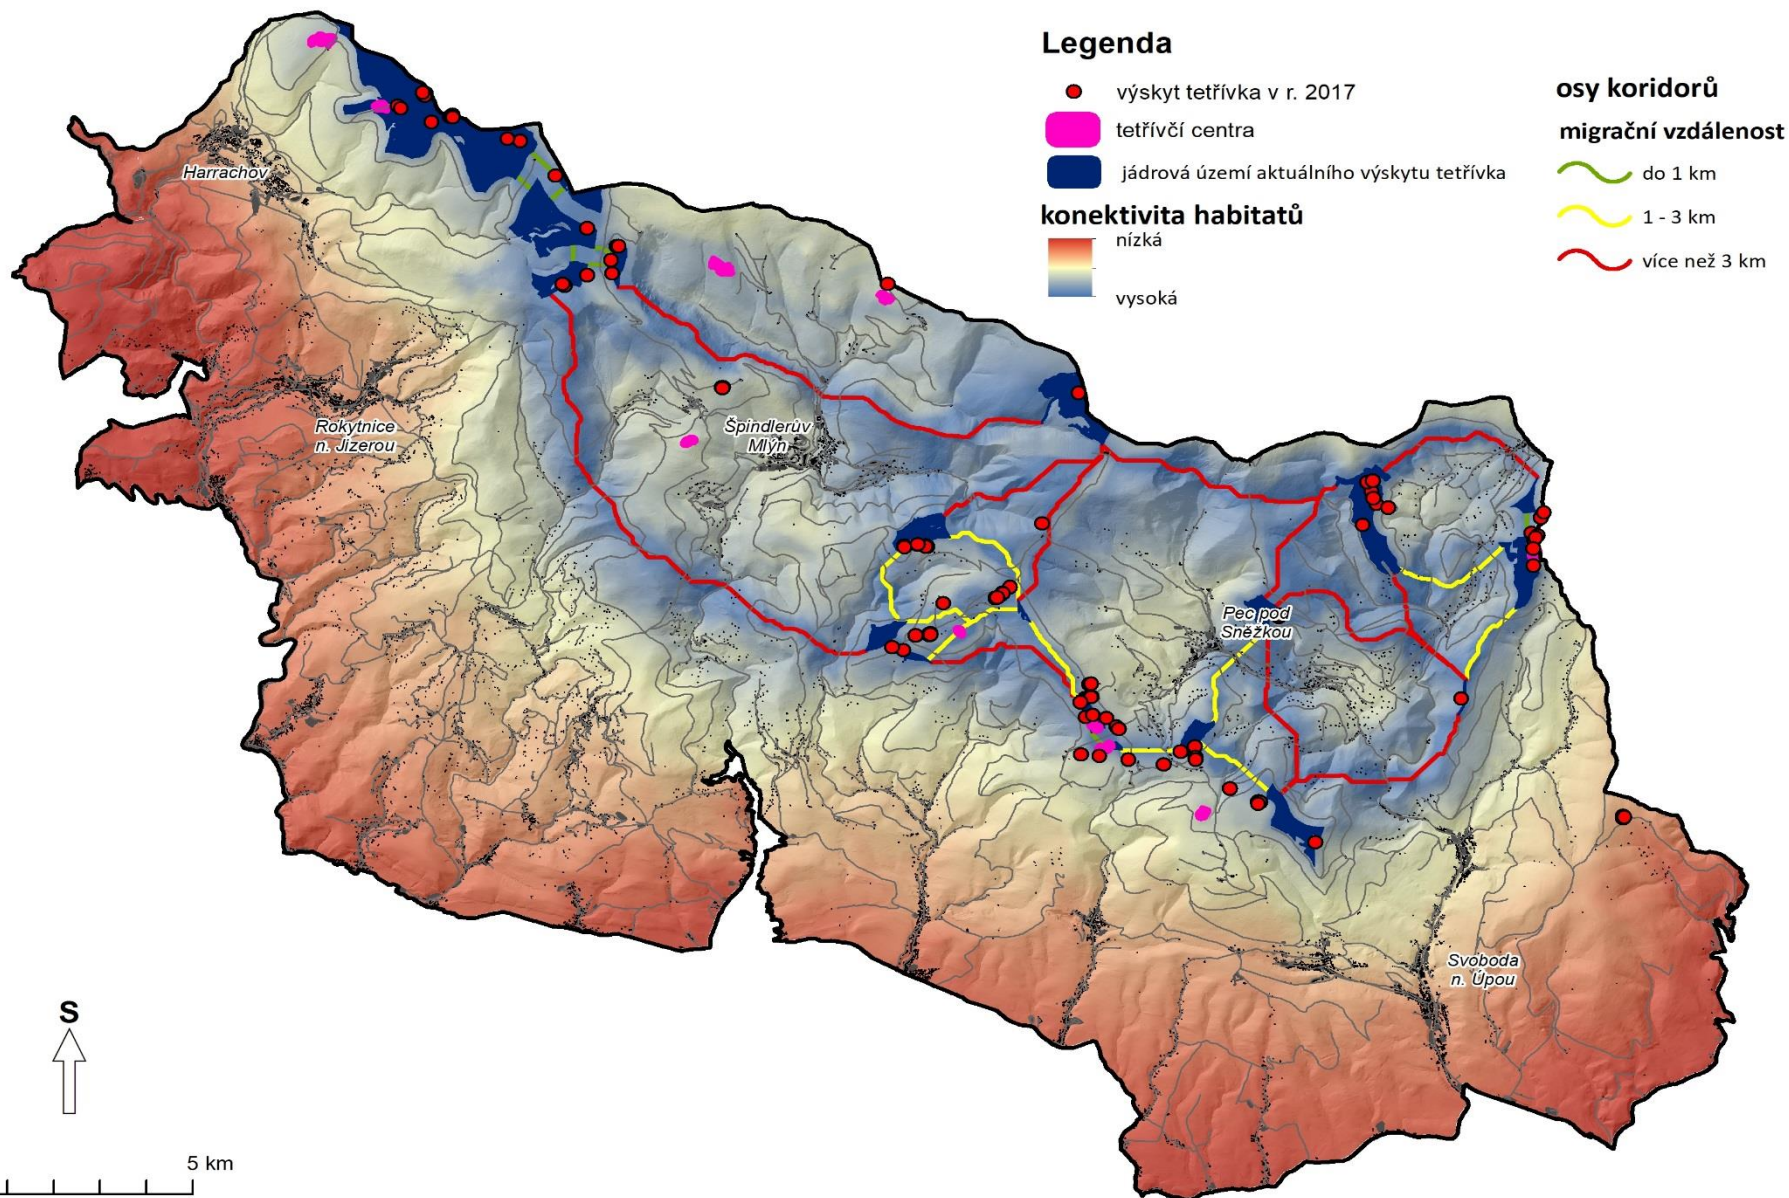 Legenda
výskyt tetřívka v r. 2017
tetřívčí centra
jádrová území aktuálního výskytu tetřívka
konektivita habitatů
nízká
vysoká
osy koridorů
migrační vzdálenost
do 1 km
1 - 3 km
více než 3 km
Harrachov
Rokytnice
n. Jizerou
Špindlerův
Mlýn
Pec pod
Sněžkou
Svoboda
n. Úpou
S
5 km